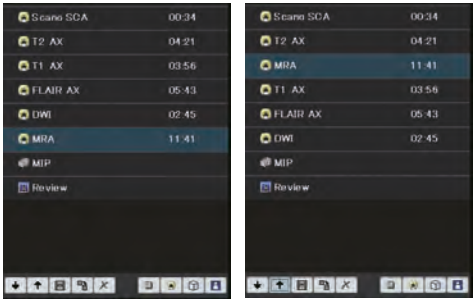 Scano SCA 00:34
T2 AX 04:21
T1 AX 03:56
FLAIR AX 05:43
DWI 02:45
MRA 11:41
MIP
Review
Scano SCA 00:34
T2 AX 04:21
MRA 11:41
T1 AX 03:56
FLAIR AX 05:43
DWI 02:45
MIP
Review